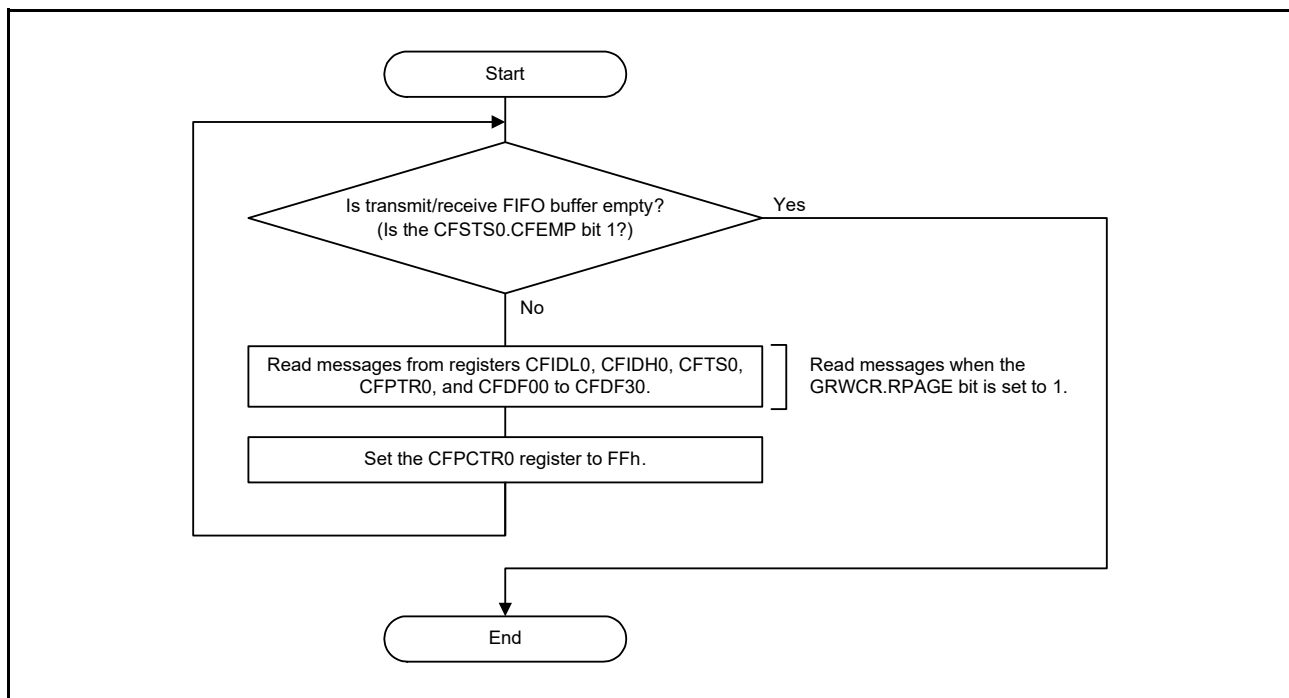 Start
Is transmit/receive FIFO buffer empty?
(Is the CFSTS0.CFEMP bit 1?)
Yes
No
Read messages from registers CFIDL0, CFIDH0, CFTS0,
CFPTR0, and CFDF00 to CFDF30.
Read messages when the
GRWCR.RPAGE bit is set to 1.
Set the CFPCTR0 register to FFh.
End